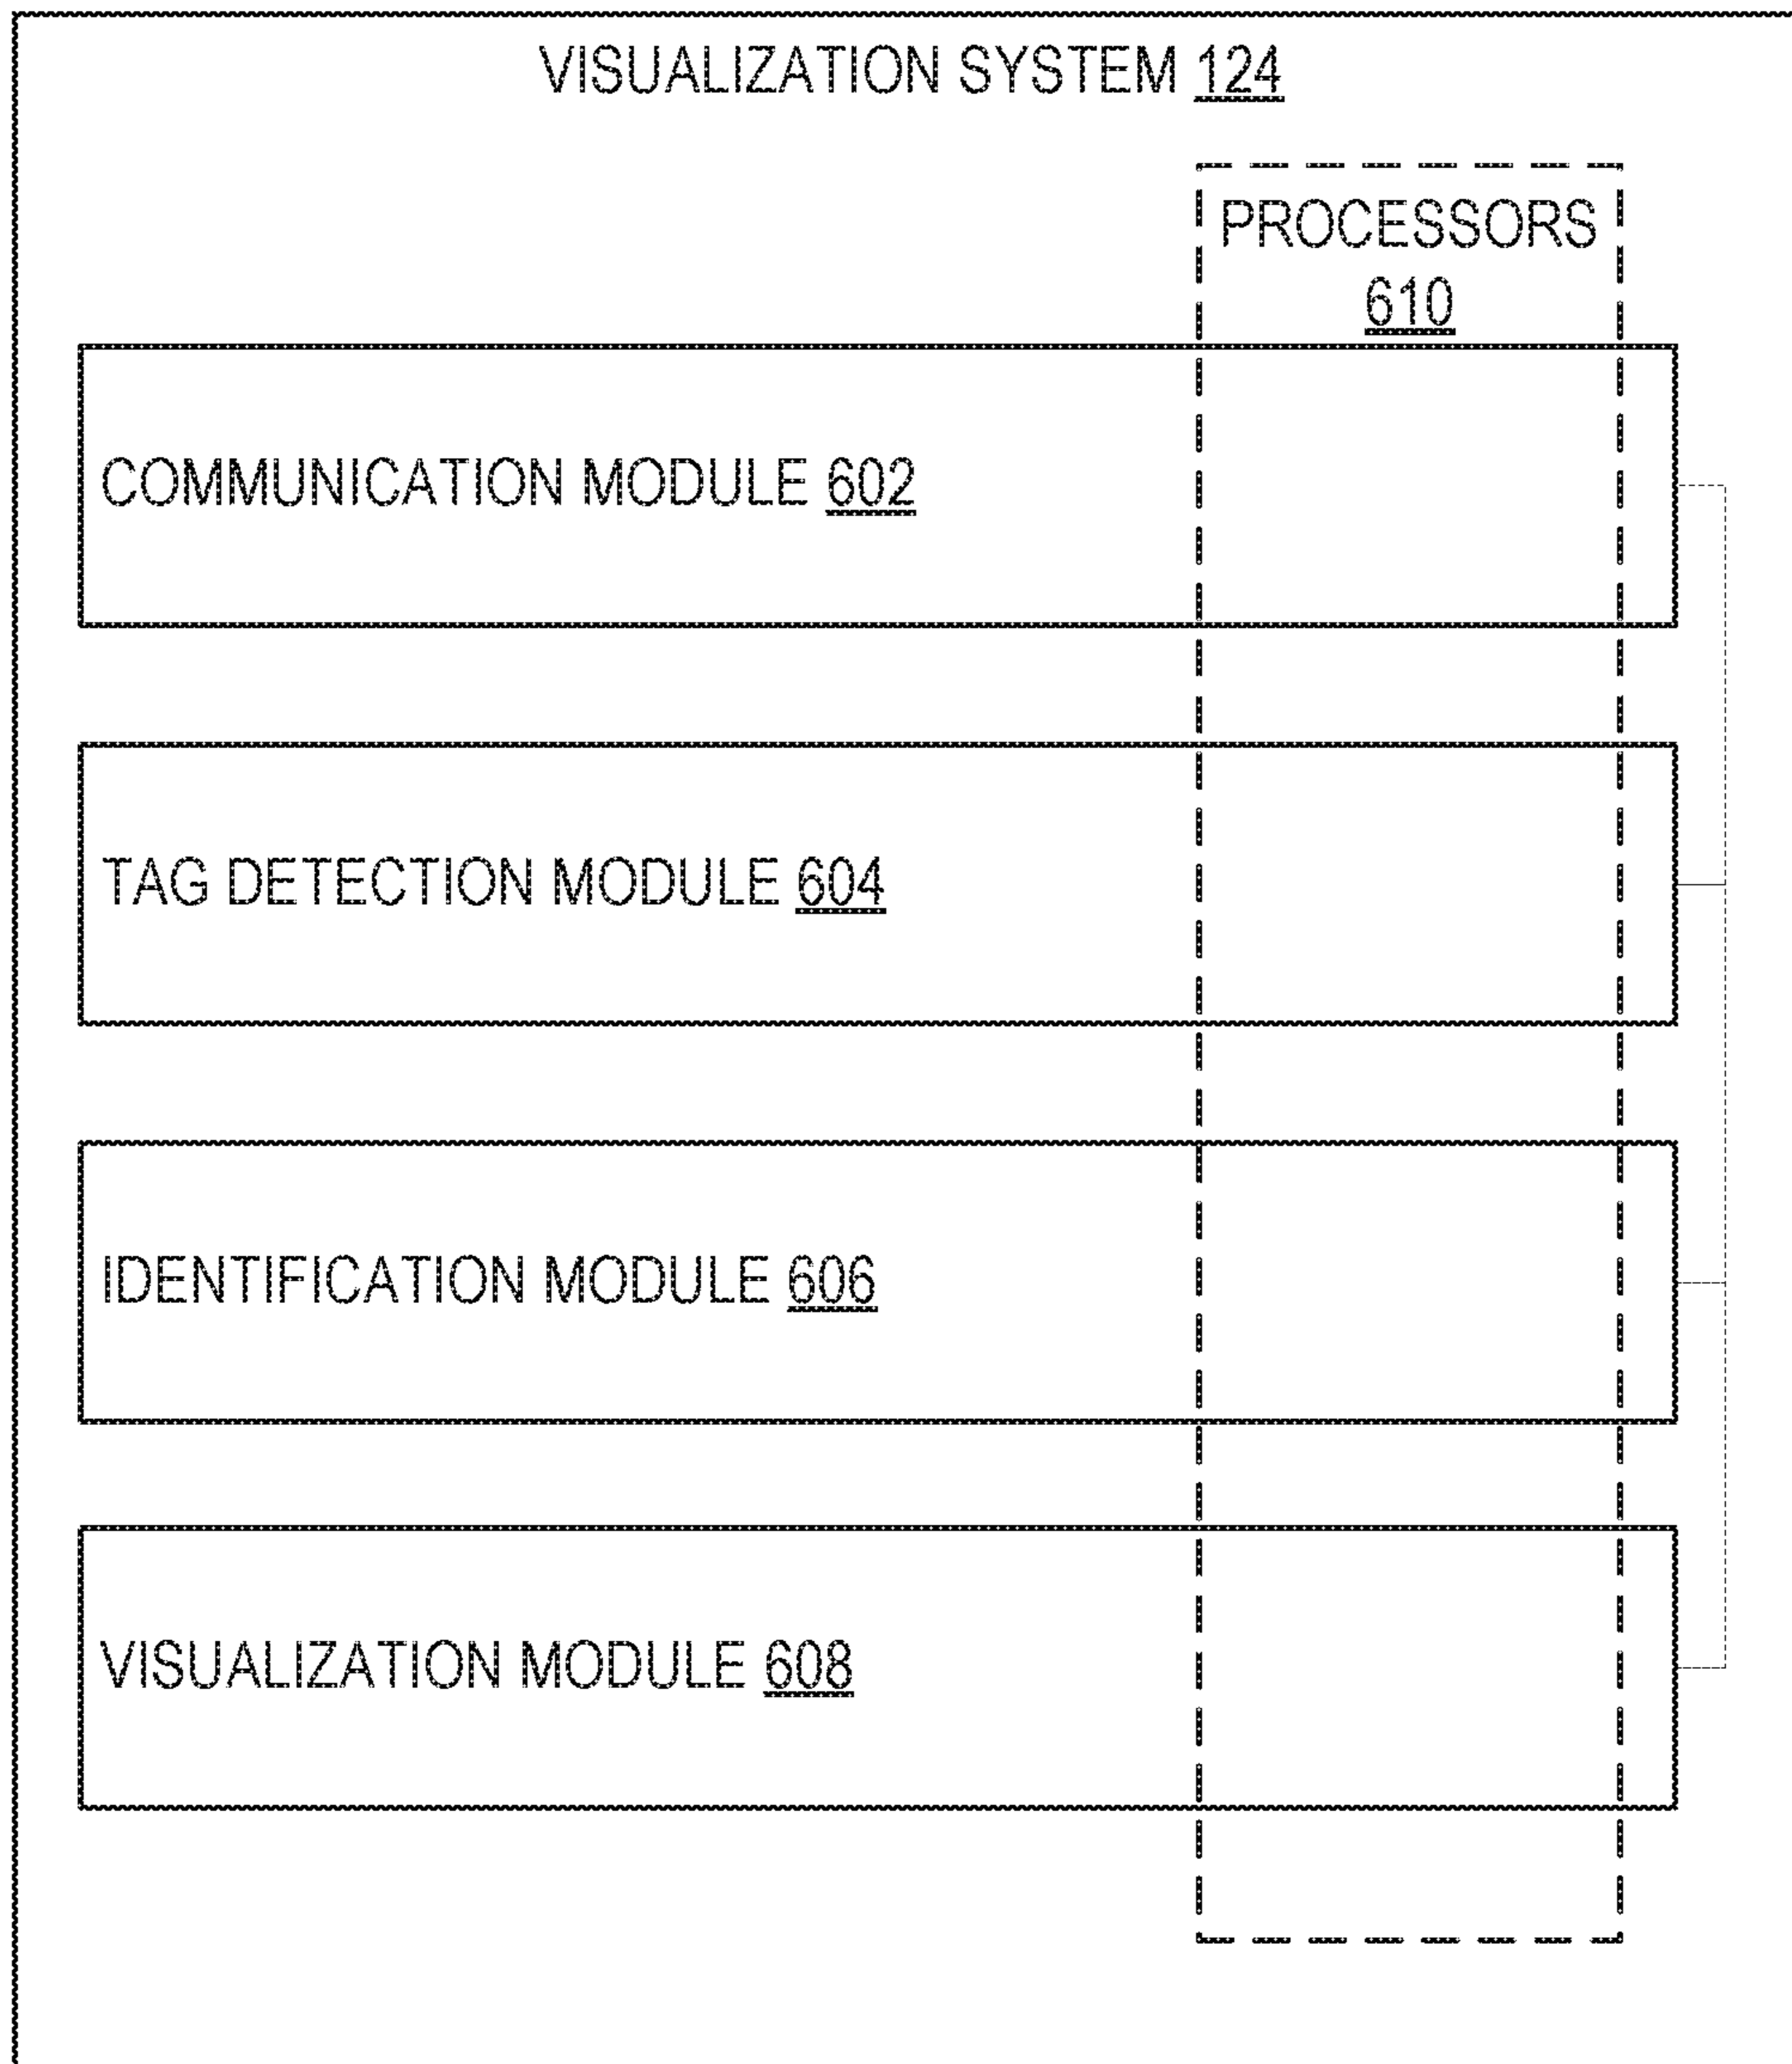 VISUALIZATION SYSTEM 124
PROCESSORS
610
COMMUNICATION MODULE 602
TAG DETECTION MODULE 604
IDENTIFICATION MODULE 606
VISUALIZATION MODULE 608